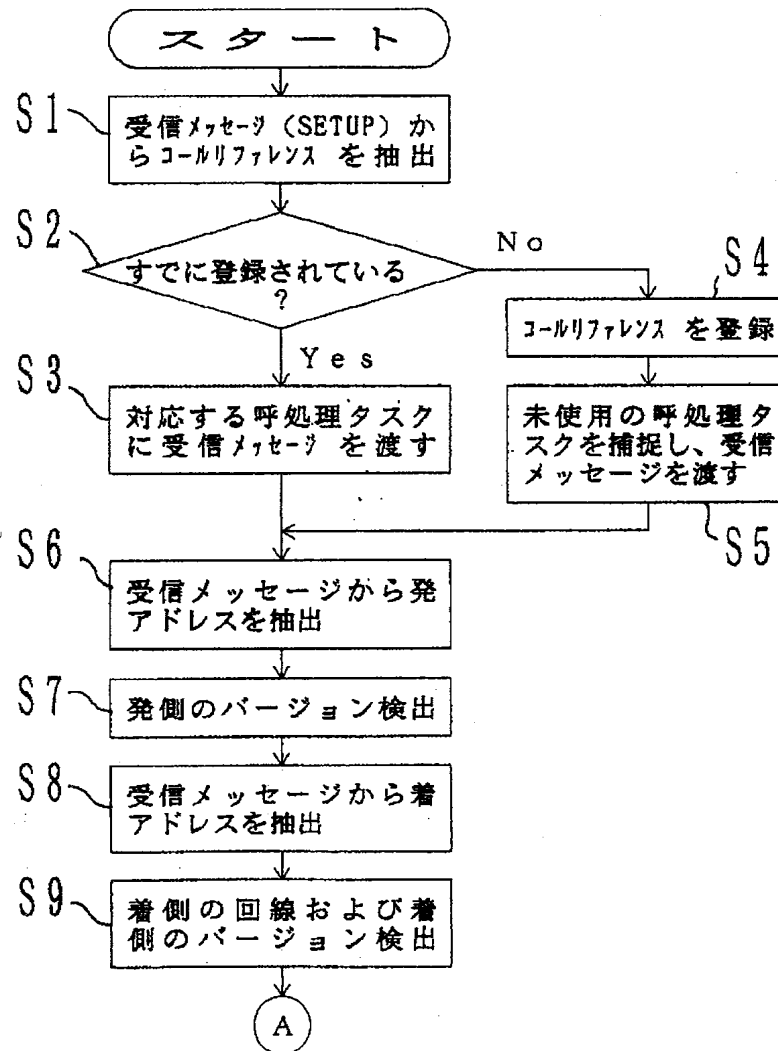 スタート
S1
受信メッセージ(SETUP)か
らコールリファレンス を抽出
S2
すでに登録されている
?
No
Yes
S4
コールリファレンス を登録
S3
対応する呼処理タスク
に受信メッセージ を渡す
未使用の呼処理タ
スクを捕捉し、受信
メッセージを渡す
S5
S6
受信メッセージから発
アドレスを抽出
S7
発側のバージョン検出
S8
受信メッセージから着
アドレスを抽出
S9
着側の回線および着
側のバージョン検出
A